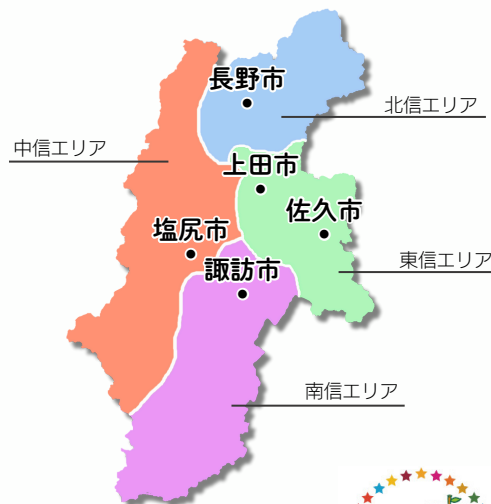 長野市
北信エリア
中信エリア
上田市
佐久市
塩尻市
東信エリア
諏訪市
南信エリア